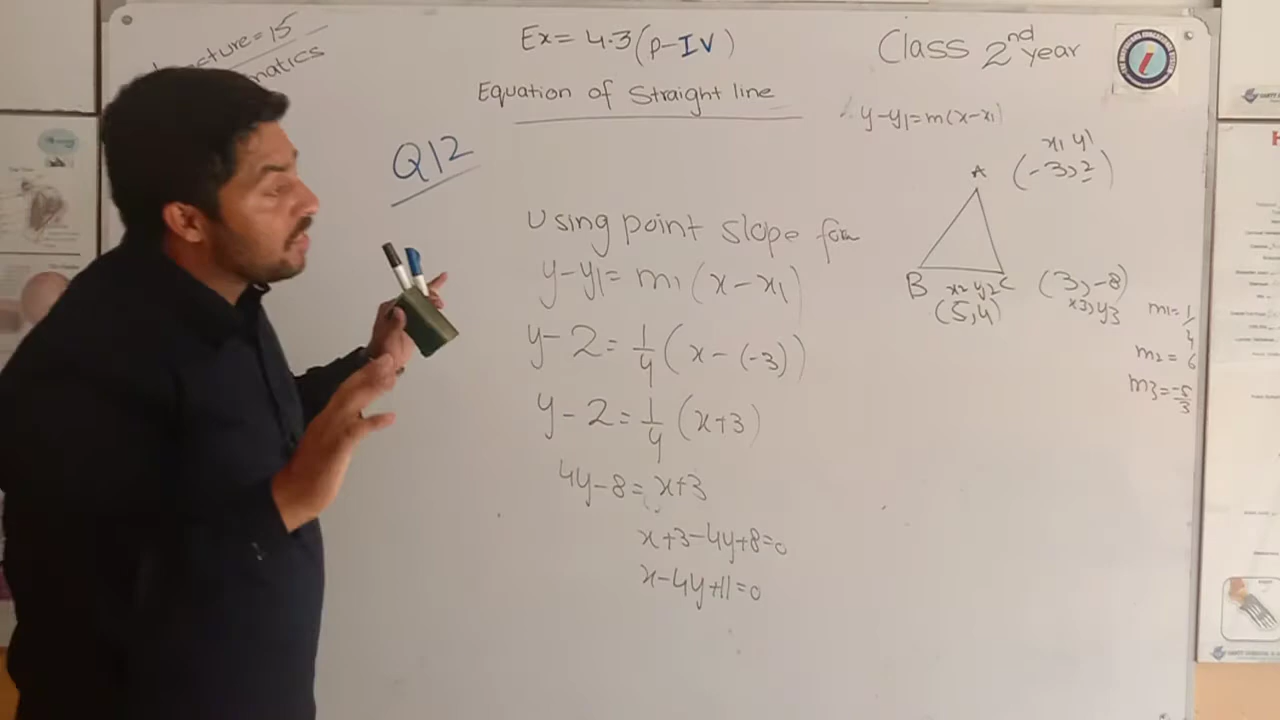 Lecture=15
Ex= 4.3(P-IV)
Class 2nd year
Equation of Straight line
y-y1=m(x-x1)
Q12
x1 y1
A (-3,2)
Using point slope form
y-y1= m1(x-x1)
B x2 y2 C (3,-8)
(5,4) x3,y3
m1=1/4
y-2=1/4(x-(-3))
m2= 6
m3=-5/3
y-2=1/4(x+3)
4y-8=x+3
x+3-4y+8=0
x-4y+11=0